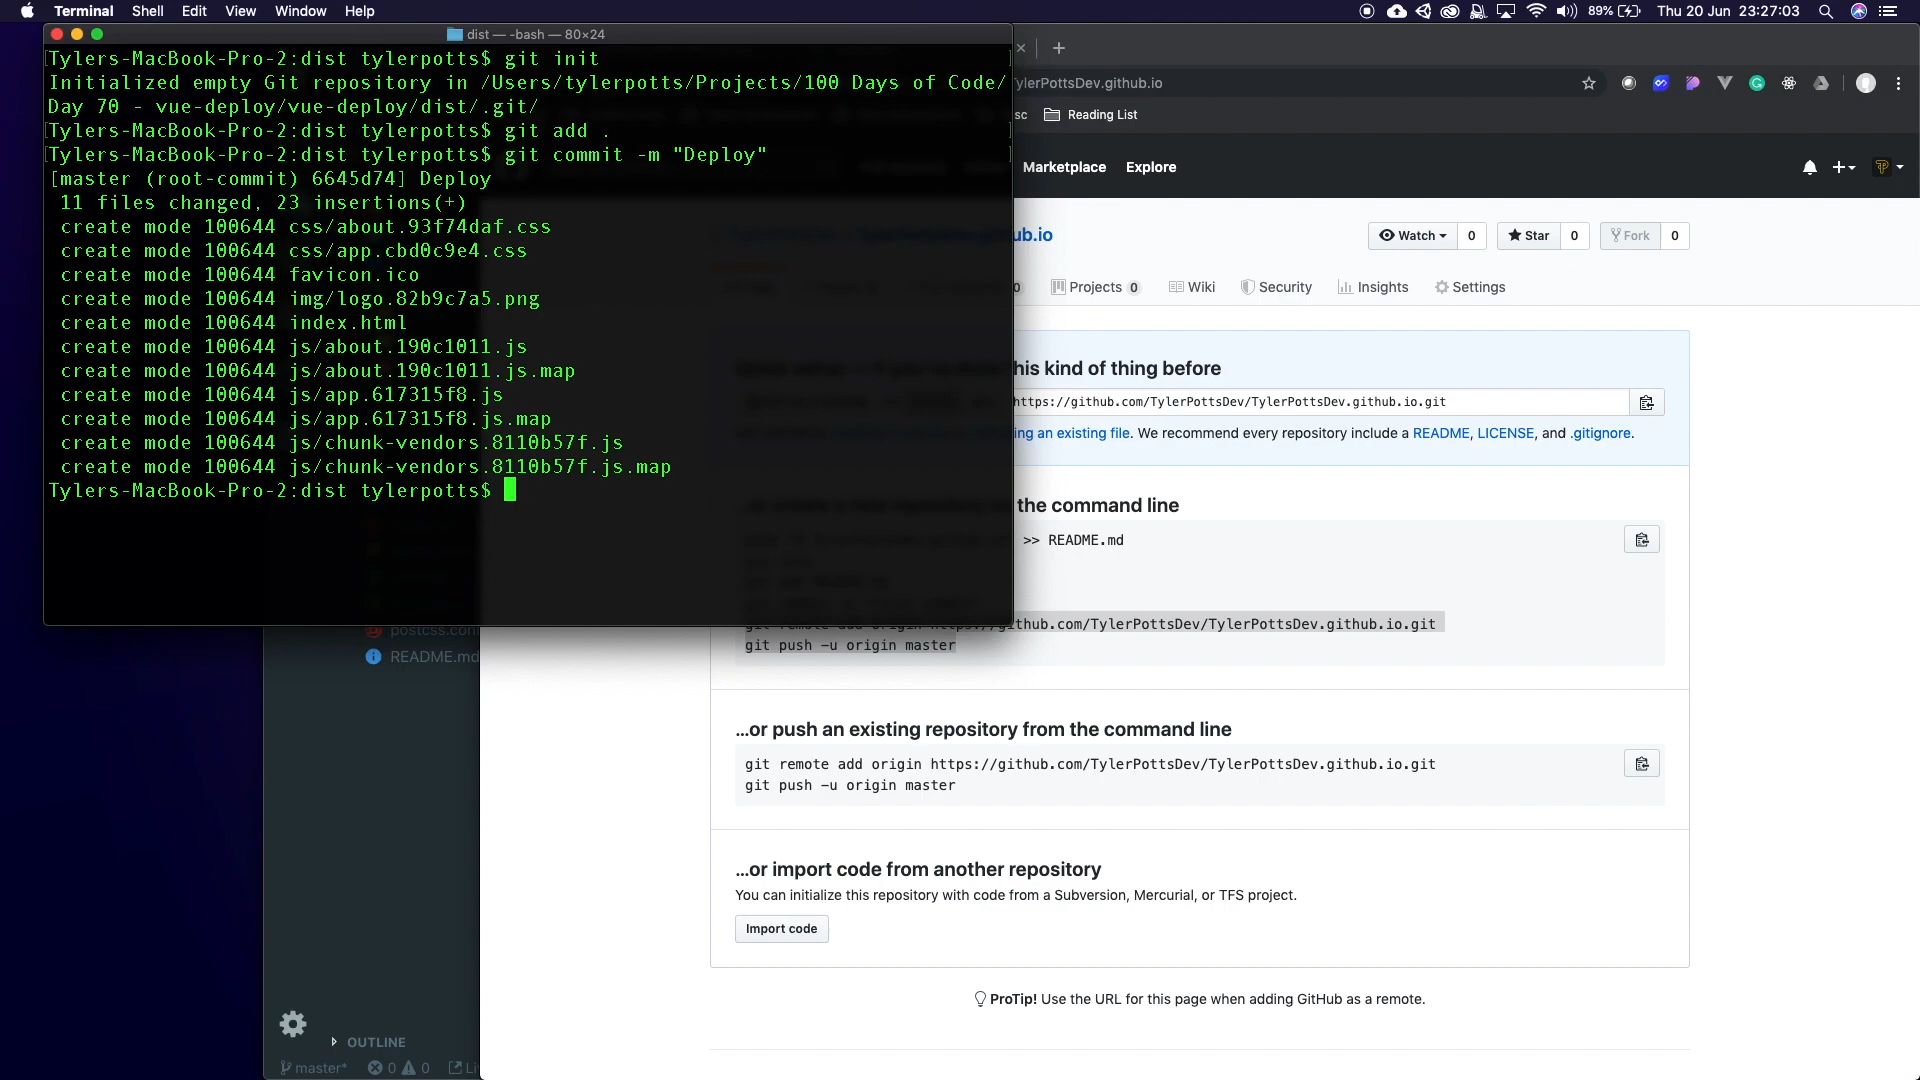 Terminal Shell Edit View Window Help
89% Thu 20 Jun 23:27:03
dist — -bash — 80×24
Tylers-MacBook-Pro-2:dist tylerpotts$ git init
Initialized empty Git repository in /Users/tylerpotts/Projects/100 Days of Code/
Day 70 - vue-deploy/vue-deploy/dist/.git/
Tylers-MacBook-Pro-2:dist tylerpotts$ git add .
Tylers-MacBook-Pro-2:dist tylerpotts$ git commit -m "Deploy"
[master (root-commit) 6645d74] Deploy
11 files changed, 23 insertions(+)
create mode 100644 css/about.93f74daf.css
create mode 100644 css/app.cbd0c9e4.css
create mode 100644 favicon.ico
create mode 100644 img/logo.82b9c7a5.png
create mode 100644 index.html
create mode 100644 js/about.190c1011.js
create mode 100644 js/about.190c1011.js.map
create mode 100644 js/app.617315f8.js
create mode 100644 js/app.617315f8.js.map
create mode 100644 js/chunk-vendors.8110b57f.js
create mode 100644 js/chunk-vendors.8110b57f.js.map
Tylers-MacBook-Pro-2:dist tylerpotts$
ylerPottsDev.github.io
sc Reading List
Marketplace Explore
ub.io
Watch 0 Star 0 Fork 0
0 Projects 0 Wiki Security Insights Settings
his kind of thing before
https://github.com/TylerPottsDev/TylerPottsDev.github.io.git
ng an existing file. We recommend every repository include a README, LICENSE, and .gitignore.
the command line
>> README.md
git remote add origin https://github.com/TylerPottsDev/TylerPottsDev.github.io.git
git push -u origin master
…or push an existing repository from the command line
git remote add origin https://github.com/TylerPottsDev/TylerPottsDev.github.io.git
git push -u origin master
…or import code from another repository
You can initialize this repository with code from a Subversion, Mercurial, or TFS project.
Import code
ProTip! Use the URL for this page when adding GitHub as a remote.
postcss.conf
README.md
OUTLINE
master* 0 0 Li